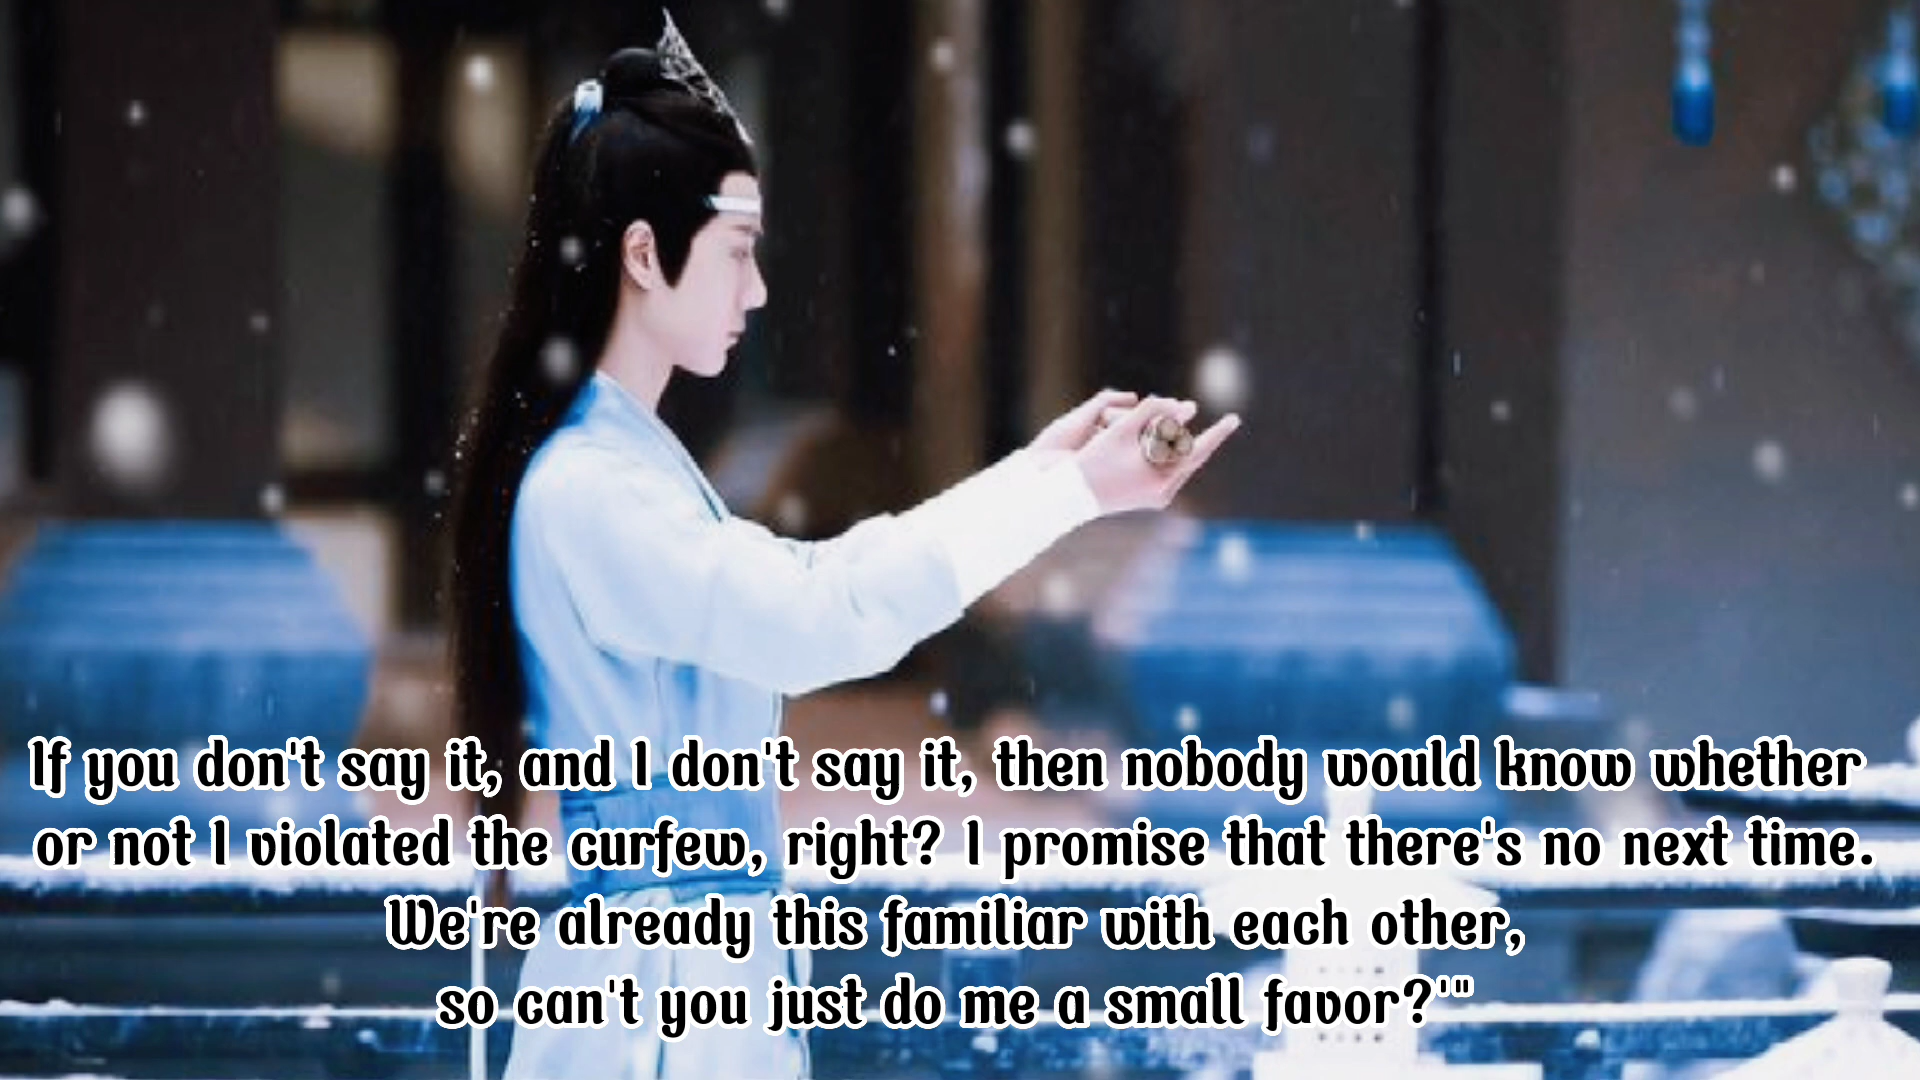 If you don't say it, and I don't say it, then nobody would know whether
or not I violated the curfew, right? I promise that there's no next time.
We're already this familiar with each other,
so can't you just do me a small favor?'"